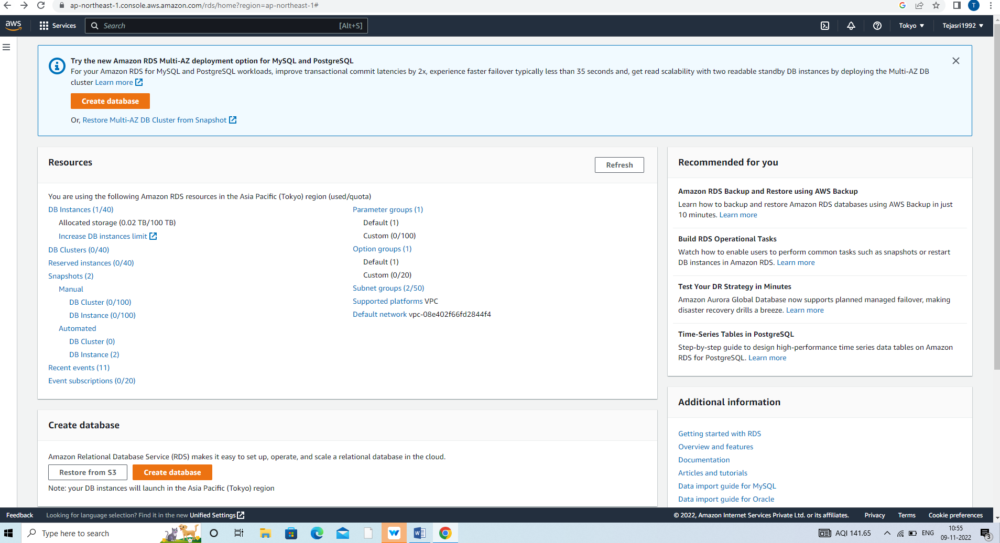 ap-northeast-1.console.aws.amazon.com/rds/home?region=ap-northeast-1#
G
T
aws
Services
Search
[Alt+S]
Tokyo ▼
Tejasri1992 ▼
Try the new Amazon RDS Multi-AZ deployment option for MySQL and PostgreSQL
For your Amazon RDS for MySQL and PostgreSQL workloads, improve transactional commit latencies by 2x, experience faster failover typically less than 35 seconds and, get read scalability with two readable standby DB instances by deploying the Multi-AZ DB
cluster Learn more
Create database
Or, Restore Multi-AZ DB Cluster from Snapshot
Resources
Refresh
You are using the following Amazon RDS resources in the Asia Pacific (Tokyo) region (used/quota)
DB Instances (1/40)
Allocated storage (0.02 TB/100 TB)
Increase DB instances limit
DB Clusters (0/40)
Reserved instances (0/40)
Snapshots (2)
Manual
DB Cluster (0/100)
DB Instance (0/100)
Automated
DB Cluster (0)
DB Instance (2)
Recent events (11)
Event subscriptions (0/20)
Parameter groups (1)
Default (1)
Custom (0/100)
Option groups (1)
Default (1)
Custom (0/20)
Subnet groups (2/50)
Supported platforms VPC
Default network vpc-08e402f66fd2844f4
Create database
Amazon Relational Database Service (RDS) makes it easy to set up, operate, and scale a relational database in the cloud.
Restore from S3
Create database
Note: your DB instances will launch in the Asia Pacific (Tokyo) region
Recommended for you
Amazon RDS Backup and Restore using AWS Backup
Learn how to backup and restore Amazon RDS databases using AWS Backup in just
10 minutes. Learn more
Build RDS Operational Tasks
Watch how to enable users to perform common tasks such as snapshots or restart
DB instances in Amazon RDS. Learn more
Test Your DR Strategy in Minutes
Amazon Aurora Global Database now supports planned managed failover, making
disaster recovery drills a breeze. Learn more
Time-Series Tables in PostgreSQL
Step-by-step guide to design high-performance time series data tables on Amazon
RDS for PostgreSQL. Learn more
Additional information
Getting started with RDS
Overview and features
Documentation
Articles and tutorials
Data import guide for MySQL
Data import guide for Oracle
Feedback
Looking for language selection? Find it in the new Unified Settings
© 2022, Amazon Internet Services Private Ltd. or its affiliates.
Privacy
Terms
Cookie preferences
Type here to search
W
W
AQI 141.65
ENG
10:55
09-11-2022
3